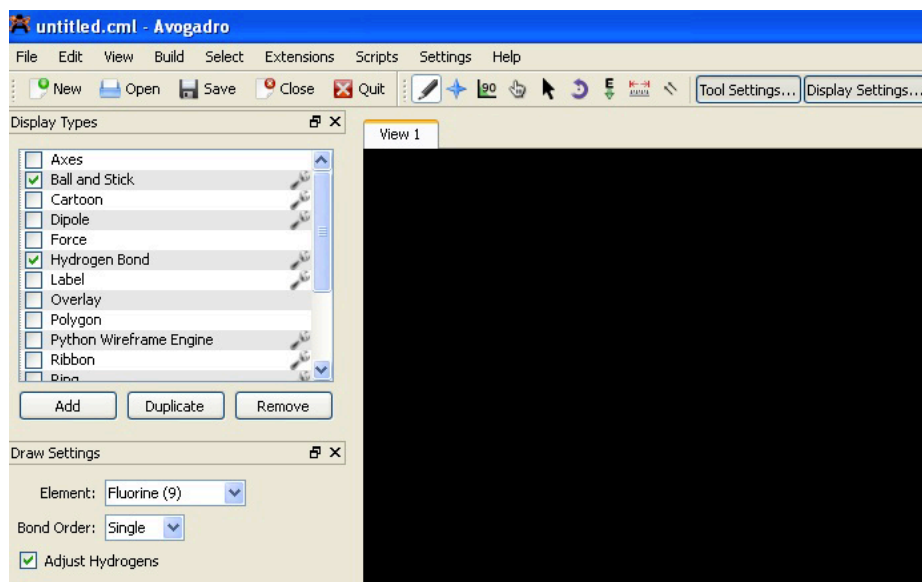 untitled.cml - Avogadro
File Edit View Build Select Extensions Scripts Settings Help
New Open Save Close Quit 90 E Tool Settings... Display Settings...
Display Types
View 1
Axes
Ball and Stick
Cartoon
Dipole
Force
Hydrogen Bond
Label
Overlay
Polygon
Python Wireframe Engine
Ribbon
Ring
Add Duplicate Remove
Draw Settings
Element: Fluorine (9)
Bond Order: Single
Adjust Hydrogens